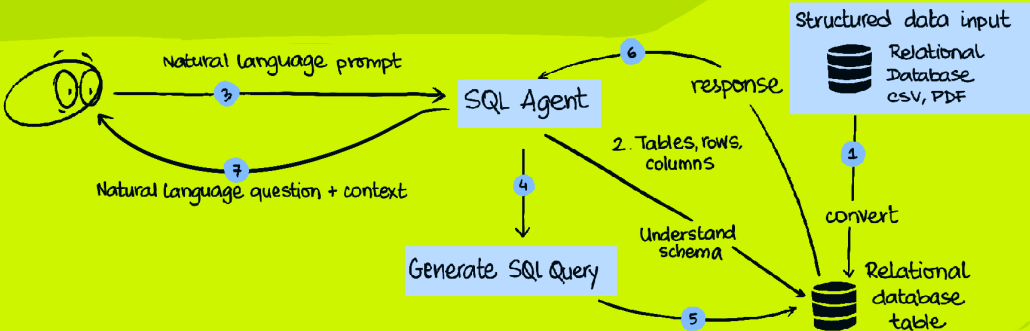 Structured data input
Relational
Database
CSV, PDF
6
Natural language prompt
3
SQL Agent
response
2. Tables, rows,
columns
1
7
Natural Language question + context
4
convert
Understand
schema
Generate SQL Query
Relational
database
table
5